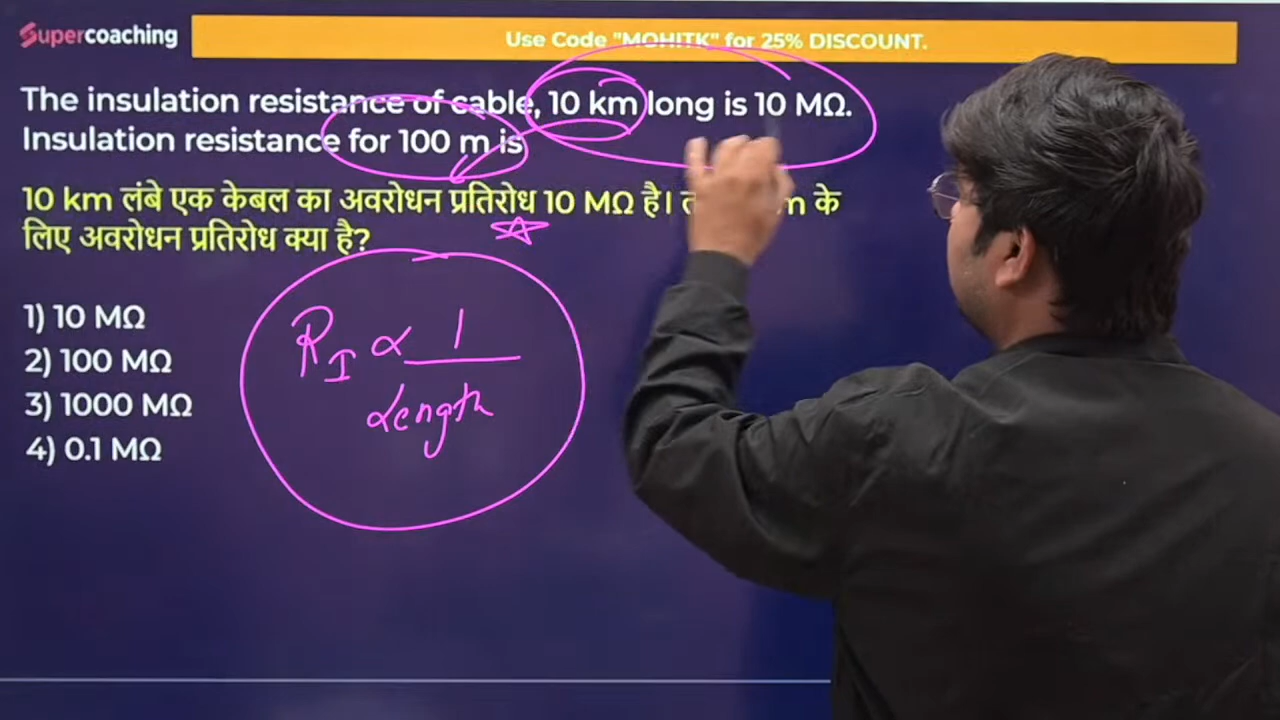 Supercoaching
Use Code "MOHITK" for 25% DISCOUNT.
The insulation resistance of cable, 10 km long is 10 MΩ.
Insulation resistance for 100 m is
10 km लंबे एक केबल का अवरोधन प्रतिरोध 10 MΩ है। m के
लिए अवरोधन प्रतिरोध क्या है?
1) 10 MΩ
2) 100 MΩ
3) 1000 MΩ
4) 0.1 MΩ
R_I ∝ 1
Length